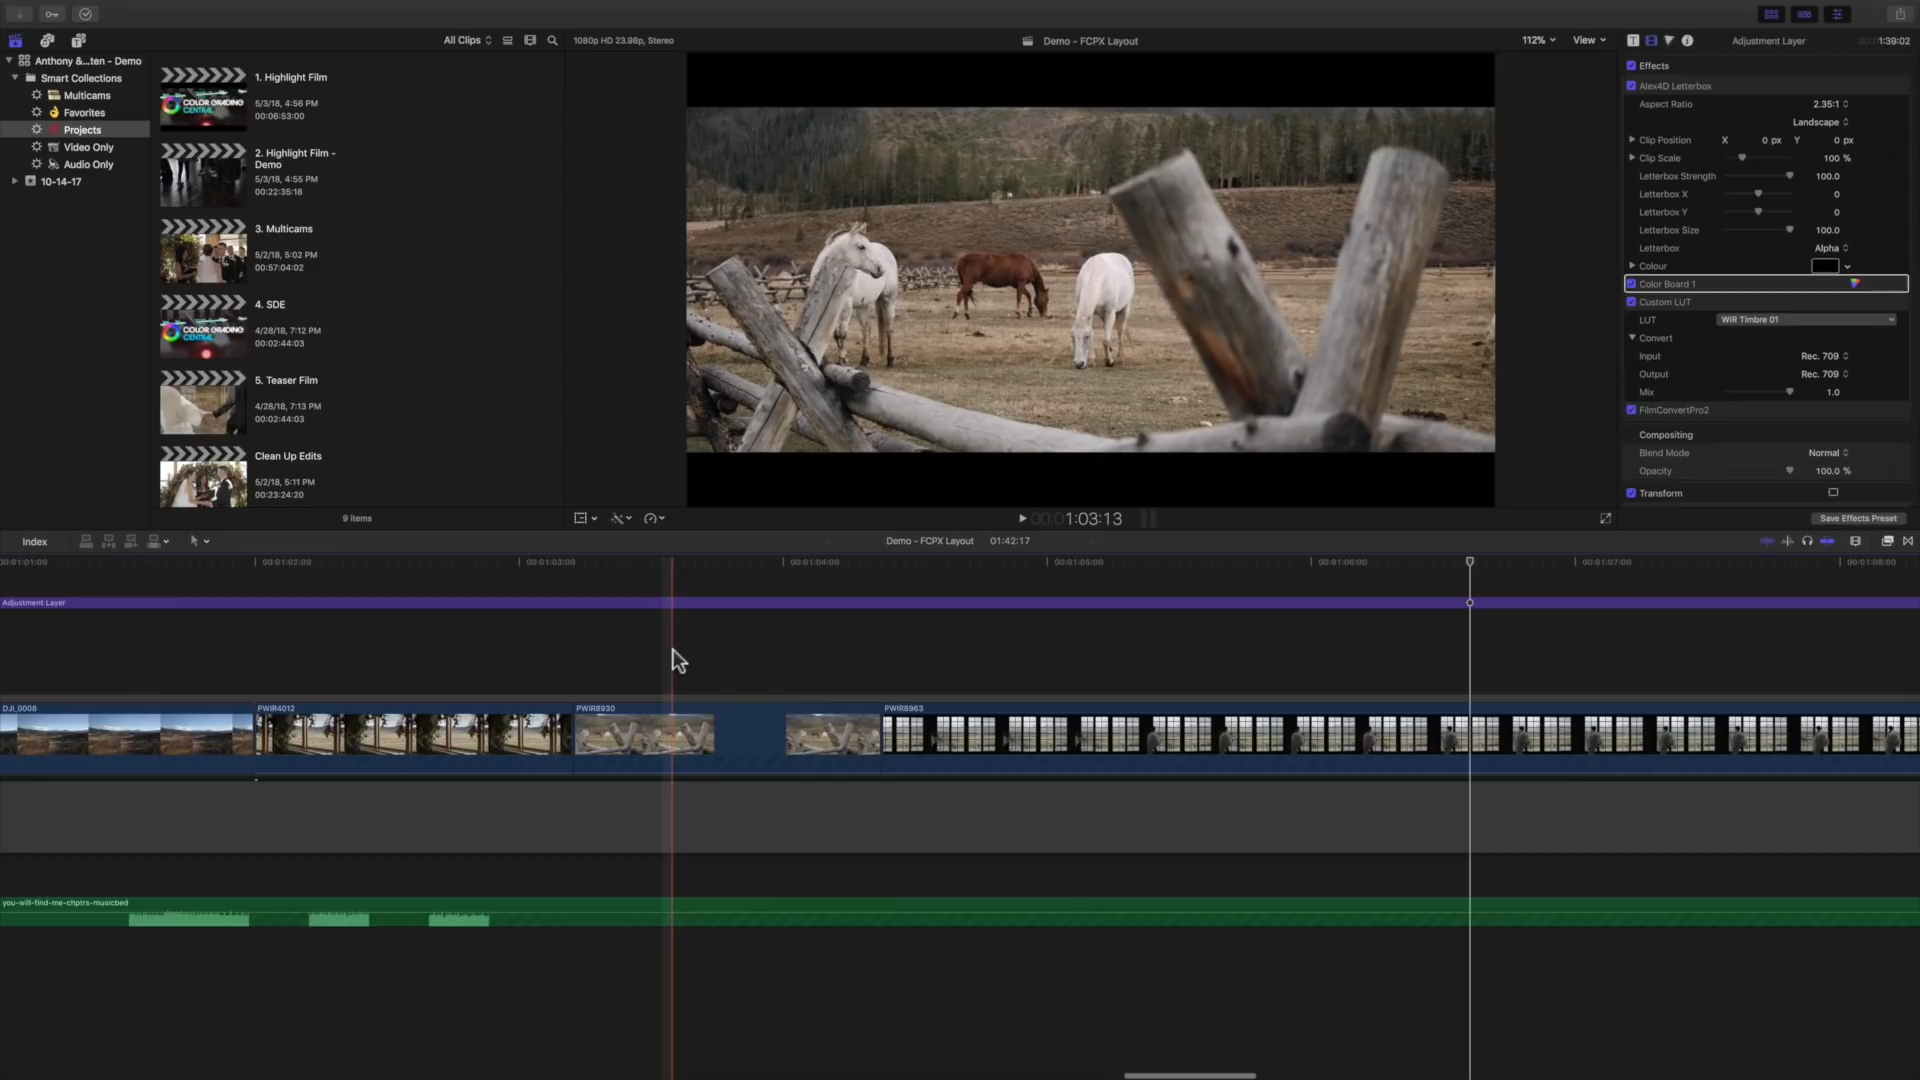 All Clips
1080p HD 23.98p, Stereo
Demo - FCPX Layout
112%
View
Adjustment Layer
1:39:02
Anthony &...ten - Demo
Smart Collections
Multicams
Favorites
Projects
Video Only
Audio Only
10-14-17
1. Highlight Film
5/3/18, 4:56 PM
00:06:53:00
COLOR GRADING
CENTRAL
2. Highlight Film -
Demo
5/3/18, 4:55 PM
00:22:35:18
3. Multicams
5/2/18, 5:02 PM
00:57:04:02
4. SDE
4/28/18, 7:12 PM
00:02:44:03
COLOR GRADING
CENTRAL
5. Teaser Film
4/28/18, 7:13 PM
00:02:44:03
Clean Up Edits
5/2/18, 5:11 PM
00:23:24:20
9 items
00:00:1:03:13
Effects
Alex4D Letterbox
Aspect Ratio 2.35:1
Landscape
Clip Position X 0 px Y 0 px
Clip Scale 100 %
Letterbox Strength 100.0
Letterbox X 0
Letterbox Y 0
Letterbox Size 100.0
Letterbox Alpha
Colour
Color Board 1
Custom LUT
LUT WIR Timbre 01
Convert
Input Rec. 709
Output Rec. 709
Mix 1.0
FilmConvertPro2
Compositing
Blend Mode Normal
Opacity 100.0 %
Transform
Save Effects Preset
Index
Demo - FCPX Layout 01:42:17
00:01:01:00
00:01:02:00
00:01:03:00
00:01:04:00
00:01:05:00
00:01:06:00
00:01:07:00
00:01:08:00
Adjustment Layer
DJI_0008
PWIR4012
PWIR8930
PWIR8963
you-will-find-me-chptrs-musicbed